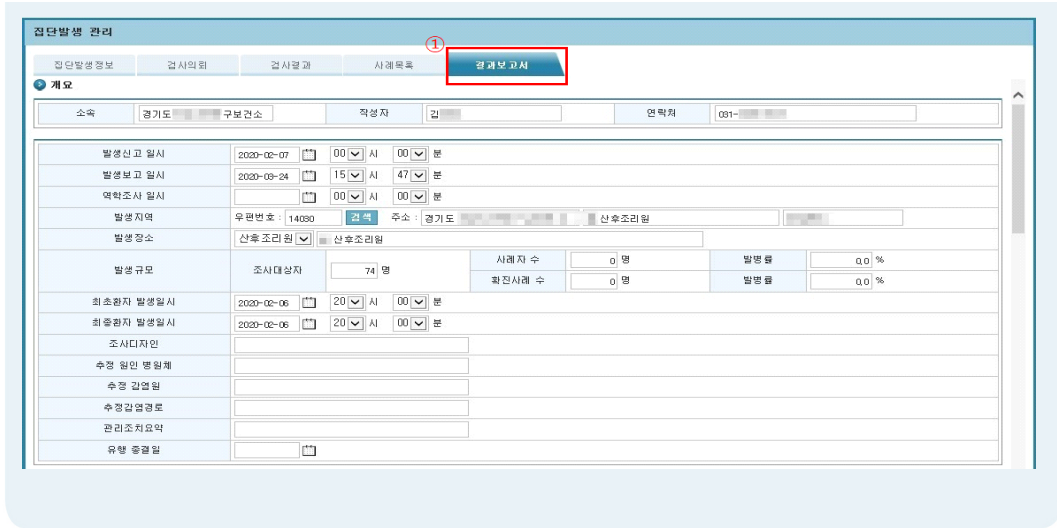 집단발생 관리
①
집단발생정보 검사의뢰 검사결과 사례목록 결과보고서
개요
소속 경기도 구보건소 작성자 김 연락처 031-
발생신고 일시 2020-02-07 00 시 00 분
발생보고 일시 2020-03-24 15 시 47 분
역학조사 일시 00 시 00 분
발생지역 우편번호 : 14030 검색 주소 : 경기도 산후조리원
발생장소 산후조리원 산후조리원
발생규모 조사대상자 74 명 사례자 수 0 명 발병률 0.0 %
확진사례 수 0 명 발병률 0.0 %
최초환자 발생일시 2020-02-06 20 시 00 분
최종환자 발생일시 2020-02-06 20 시 00 분
조사디자인
추정 원인 병원체
추정 감염원
추정감염경로
관리조치요약
유행 종결일